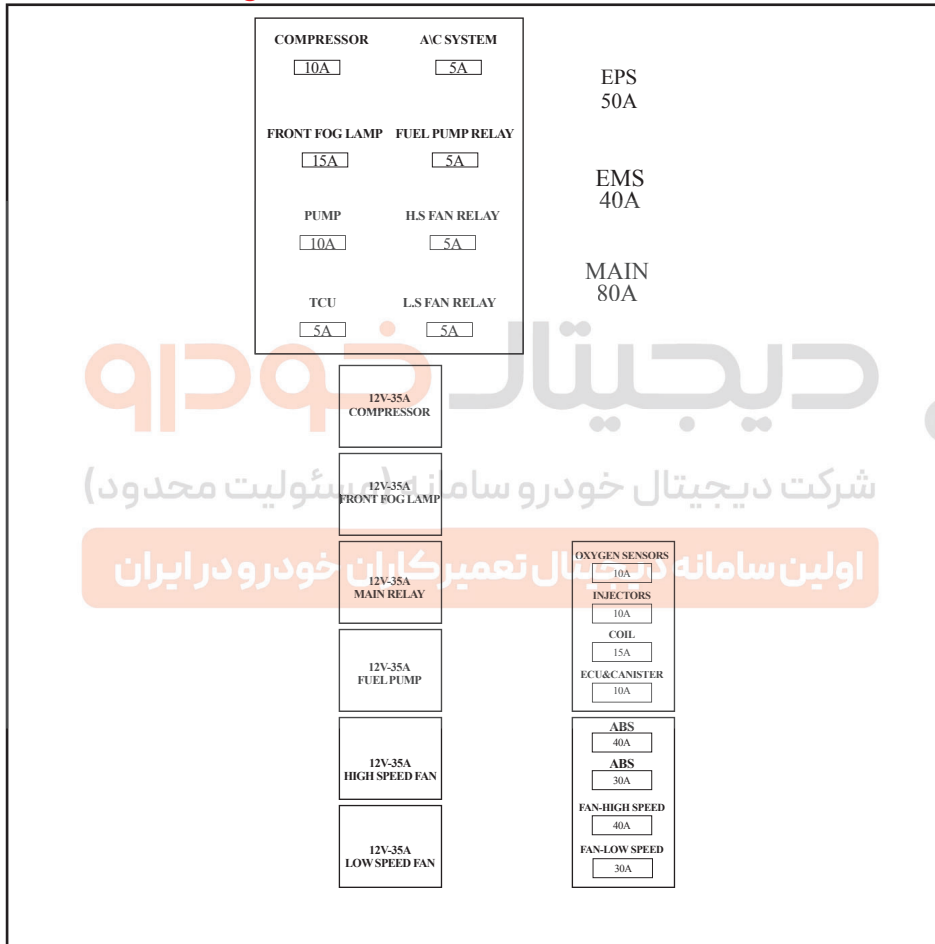 COMPRESSOR A\C SYSTEM
10A 5A
EPS
50A
FRONT FOG LAMP FUEL PUMP RELAY
15A 5A
EMS
40A
PUMP H.S FAN RELAY
10A 5A
MAIN
80A
TCU L.S FAN RELAY
5A 5A
دیجیتال خودرو
12V-35A
COMPRESSOR
شرکت دیجیتال خودرو سامانه (مسئولیت محدود)
12V-35A
FRONT FOG LAMP
اولین سامانه دیجیتال تعمیرکاران خودرو در ایران
12V-35A
MAIN RELAY
12V-35A
FUEL PUMP
12V-35A
HIGH SPEED FAN
12V-35A
LOW SPEED FAN
OXYGEN SENSORS
10A
INJECTORS
10A
COIL
15A
ECU&CANISTER
10A
ABS
40A
ABS
30A
FAN-HIGH SPEED
40A
FAN-LOW SPEED
30A